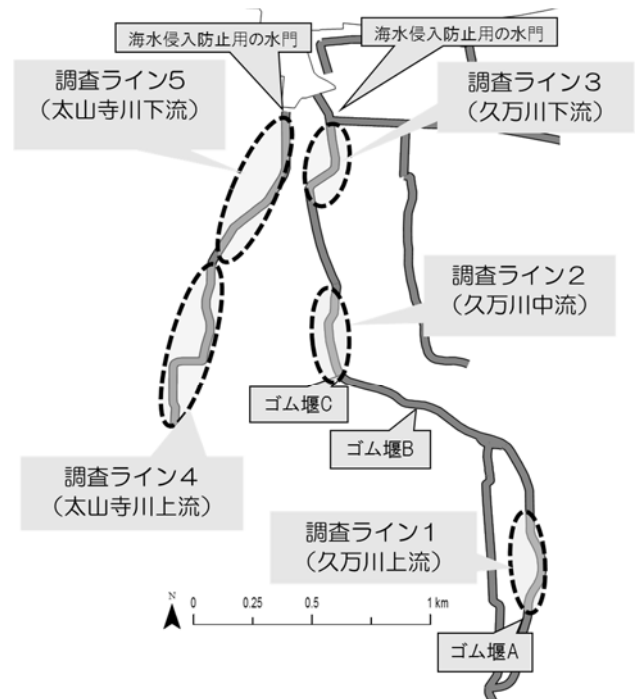 海水侵入防止用の水門
海水侵入防止用の水門
調査ライン5
（太山寺川下流）
調査ライン3
（久万川下流）
調査ライン2
（久万川中流）
ゴム堰C
ゴム堰B
調査ライン4
（太山寺川上流）
調査ライン1
（久万川上流）
N
0 0.25 0.5 1 km
ゴム堰A